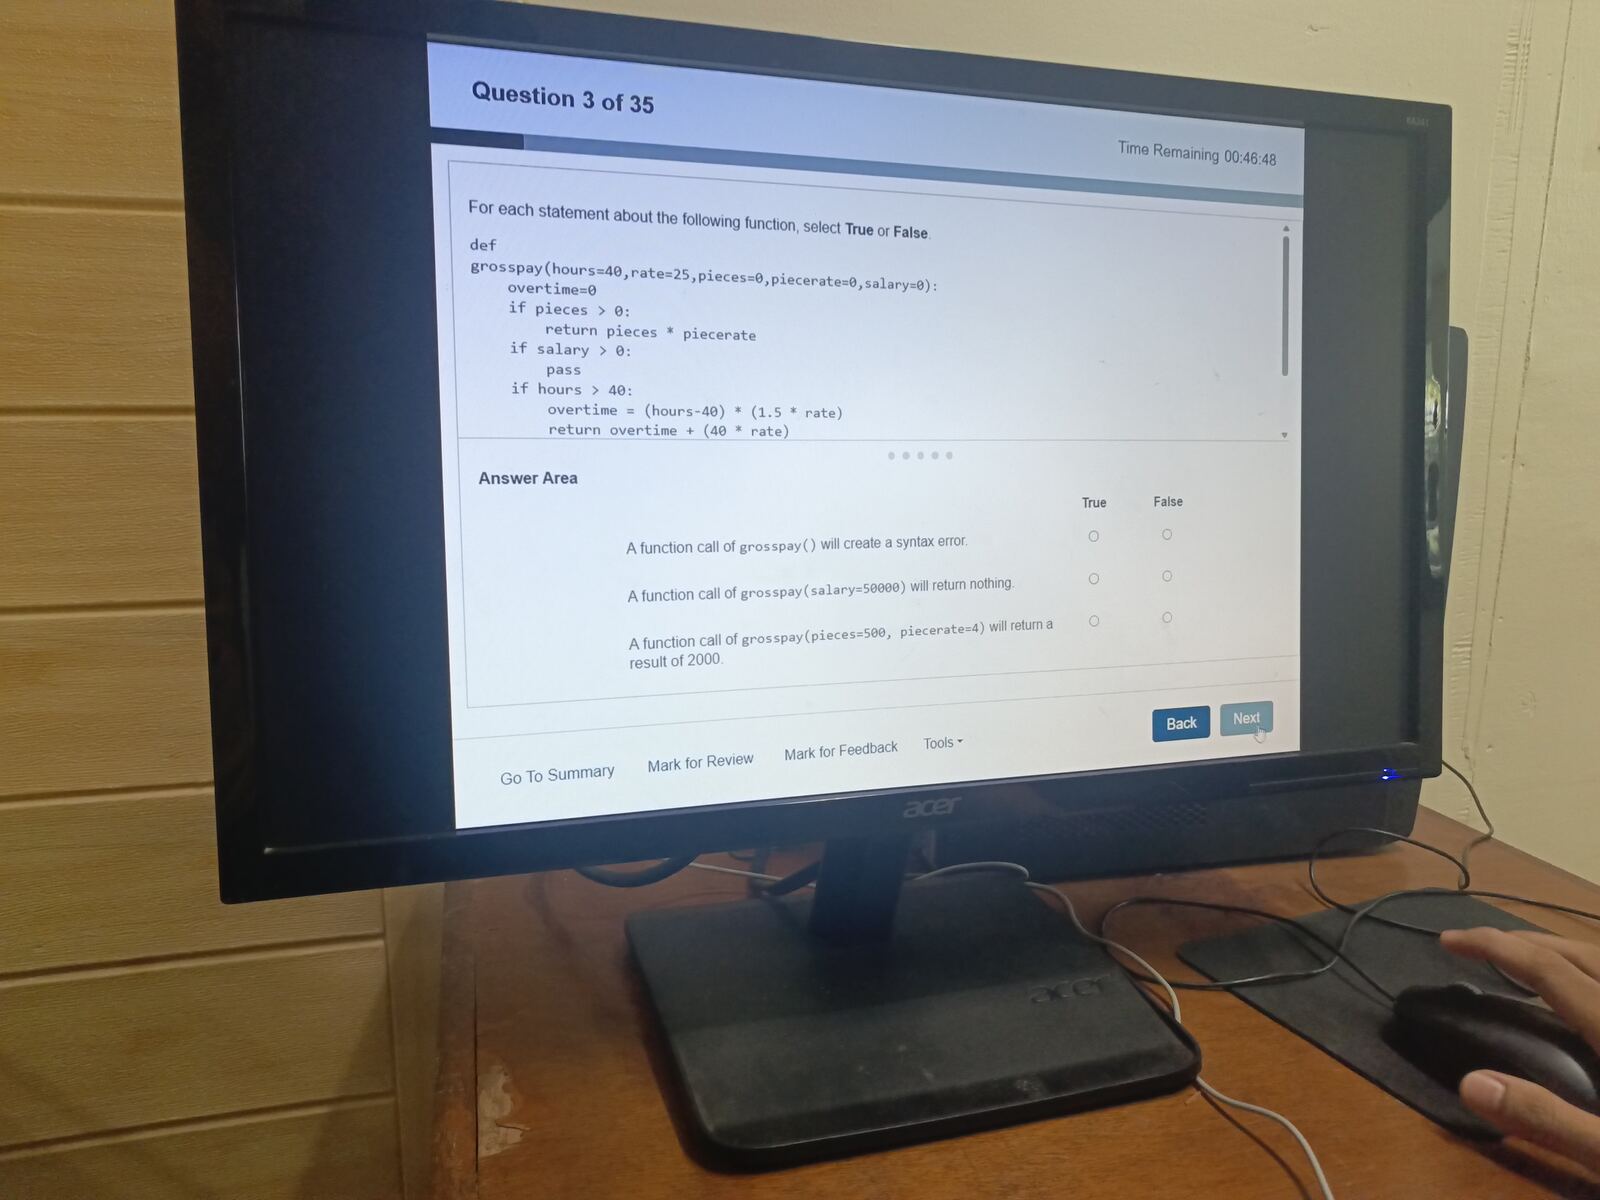 Question 3 of 35
Time Remaining 00:46:48
For each statement about the following function, select True or False.
def
grosspay(hours=40,rate=25,pieces=0,piecerate=0,salary=0):
    overtime=0
    if pieces > 0:
        return pieces * piecerate
    if salary > 0:
        pass
    if hours > 40:
        overtime = (hours-40) * (1.5 * rate)
        return overtime + (40 * rate)
Answer Area
True False
A function call of grosspay() will create a syntax error.
A function call of grosspay(salary=50000) will return nothing.
A function call of grosspay(pieces=500, piecerate=4) will return a
result of 2000.
Back Next
Go To Summary Mark for Review Mark for Feedback Tools
acer
acer